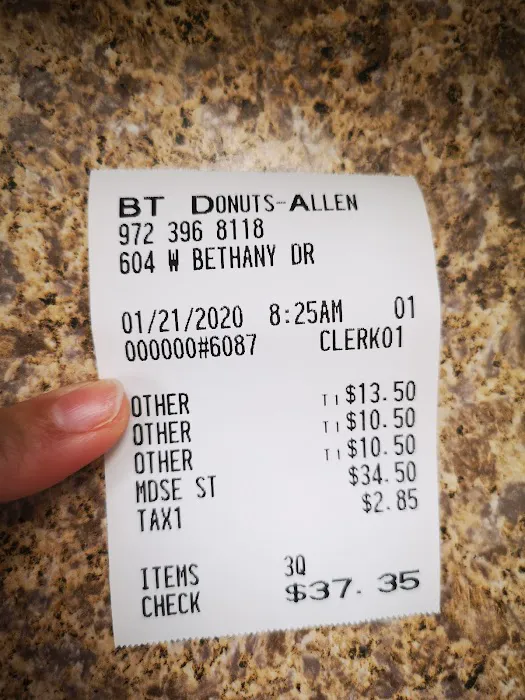 BT DONUTS-ALLEN
972 396 8118
604 W BETHANY DR
01/21/2020 8:25AM 01
000000#6087 CLERK01
OTHER T1 $13.50
OTHER T1 $10.50
OTHER T1 $10.50
MDSE ST $34.50
TAX1 $2.85
ITEMS 3Q
CHECK $37.35